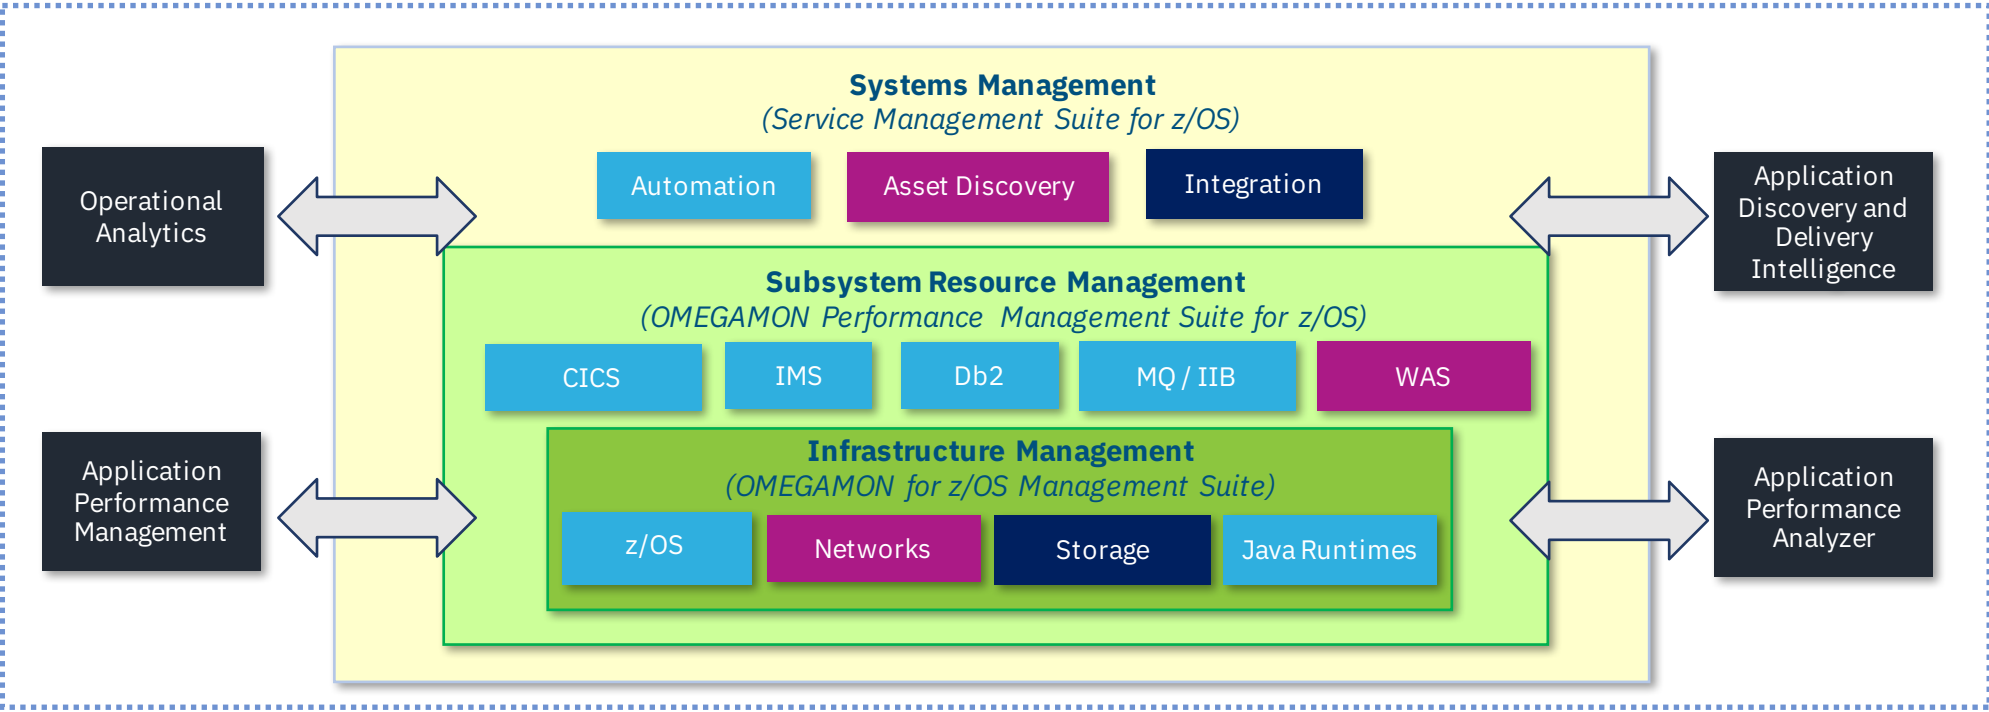 Systems Management
(Service Management Suite for z/OS)
Automation
Asset Discovery
Integration
Operational
Analytics
Application
Discovery and
Delivery
Intelligence
Subsystem Resource Management
(OMEGAMON Performance Management Suite for z/OS)
CICS
IMS
Db2
MQ / IIB
WAS
Infrastructure Management
(OMEGAMON for z/OS Management Suite)
z/OS
Networks
Storage
Java Runtimes
Application
Performance
Management
Application
Performance
Analyzer